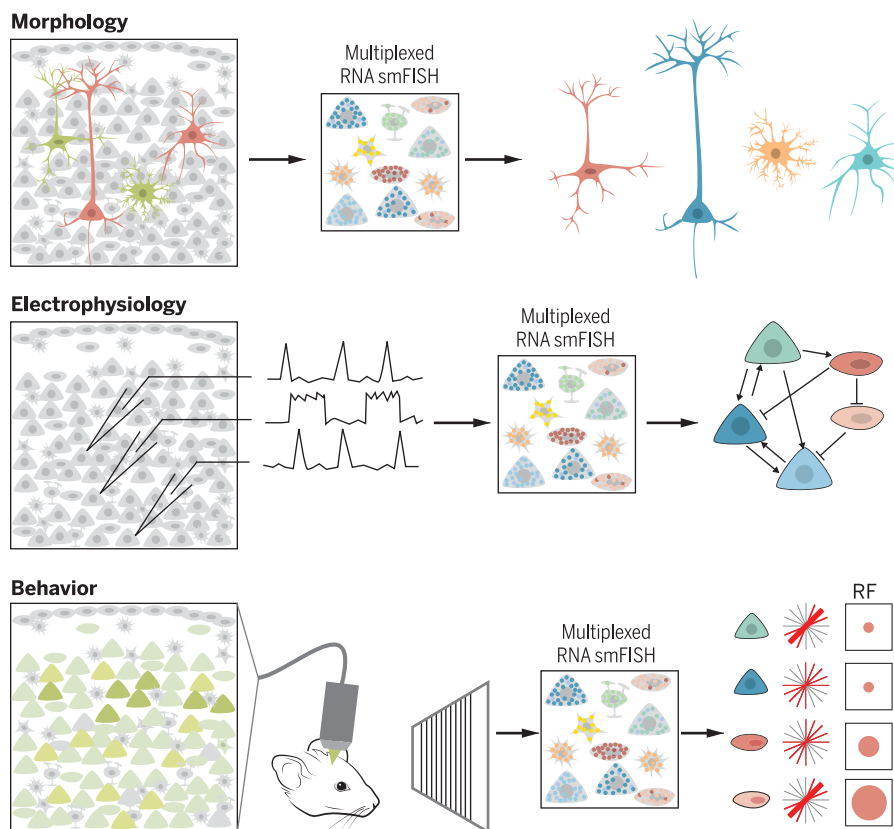 Morphology
Multiplexed
RNA smFISH
Electrophysiology
Multiplexed
RNA smFISH
Behavior
Multiplexed
RNA smFISH
RF